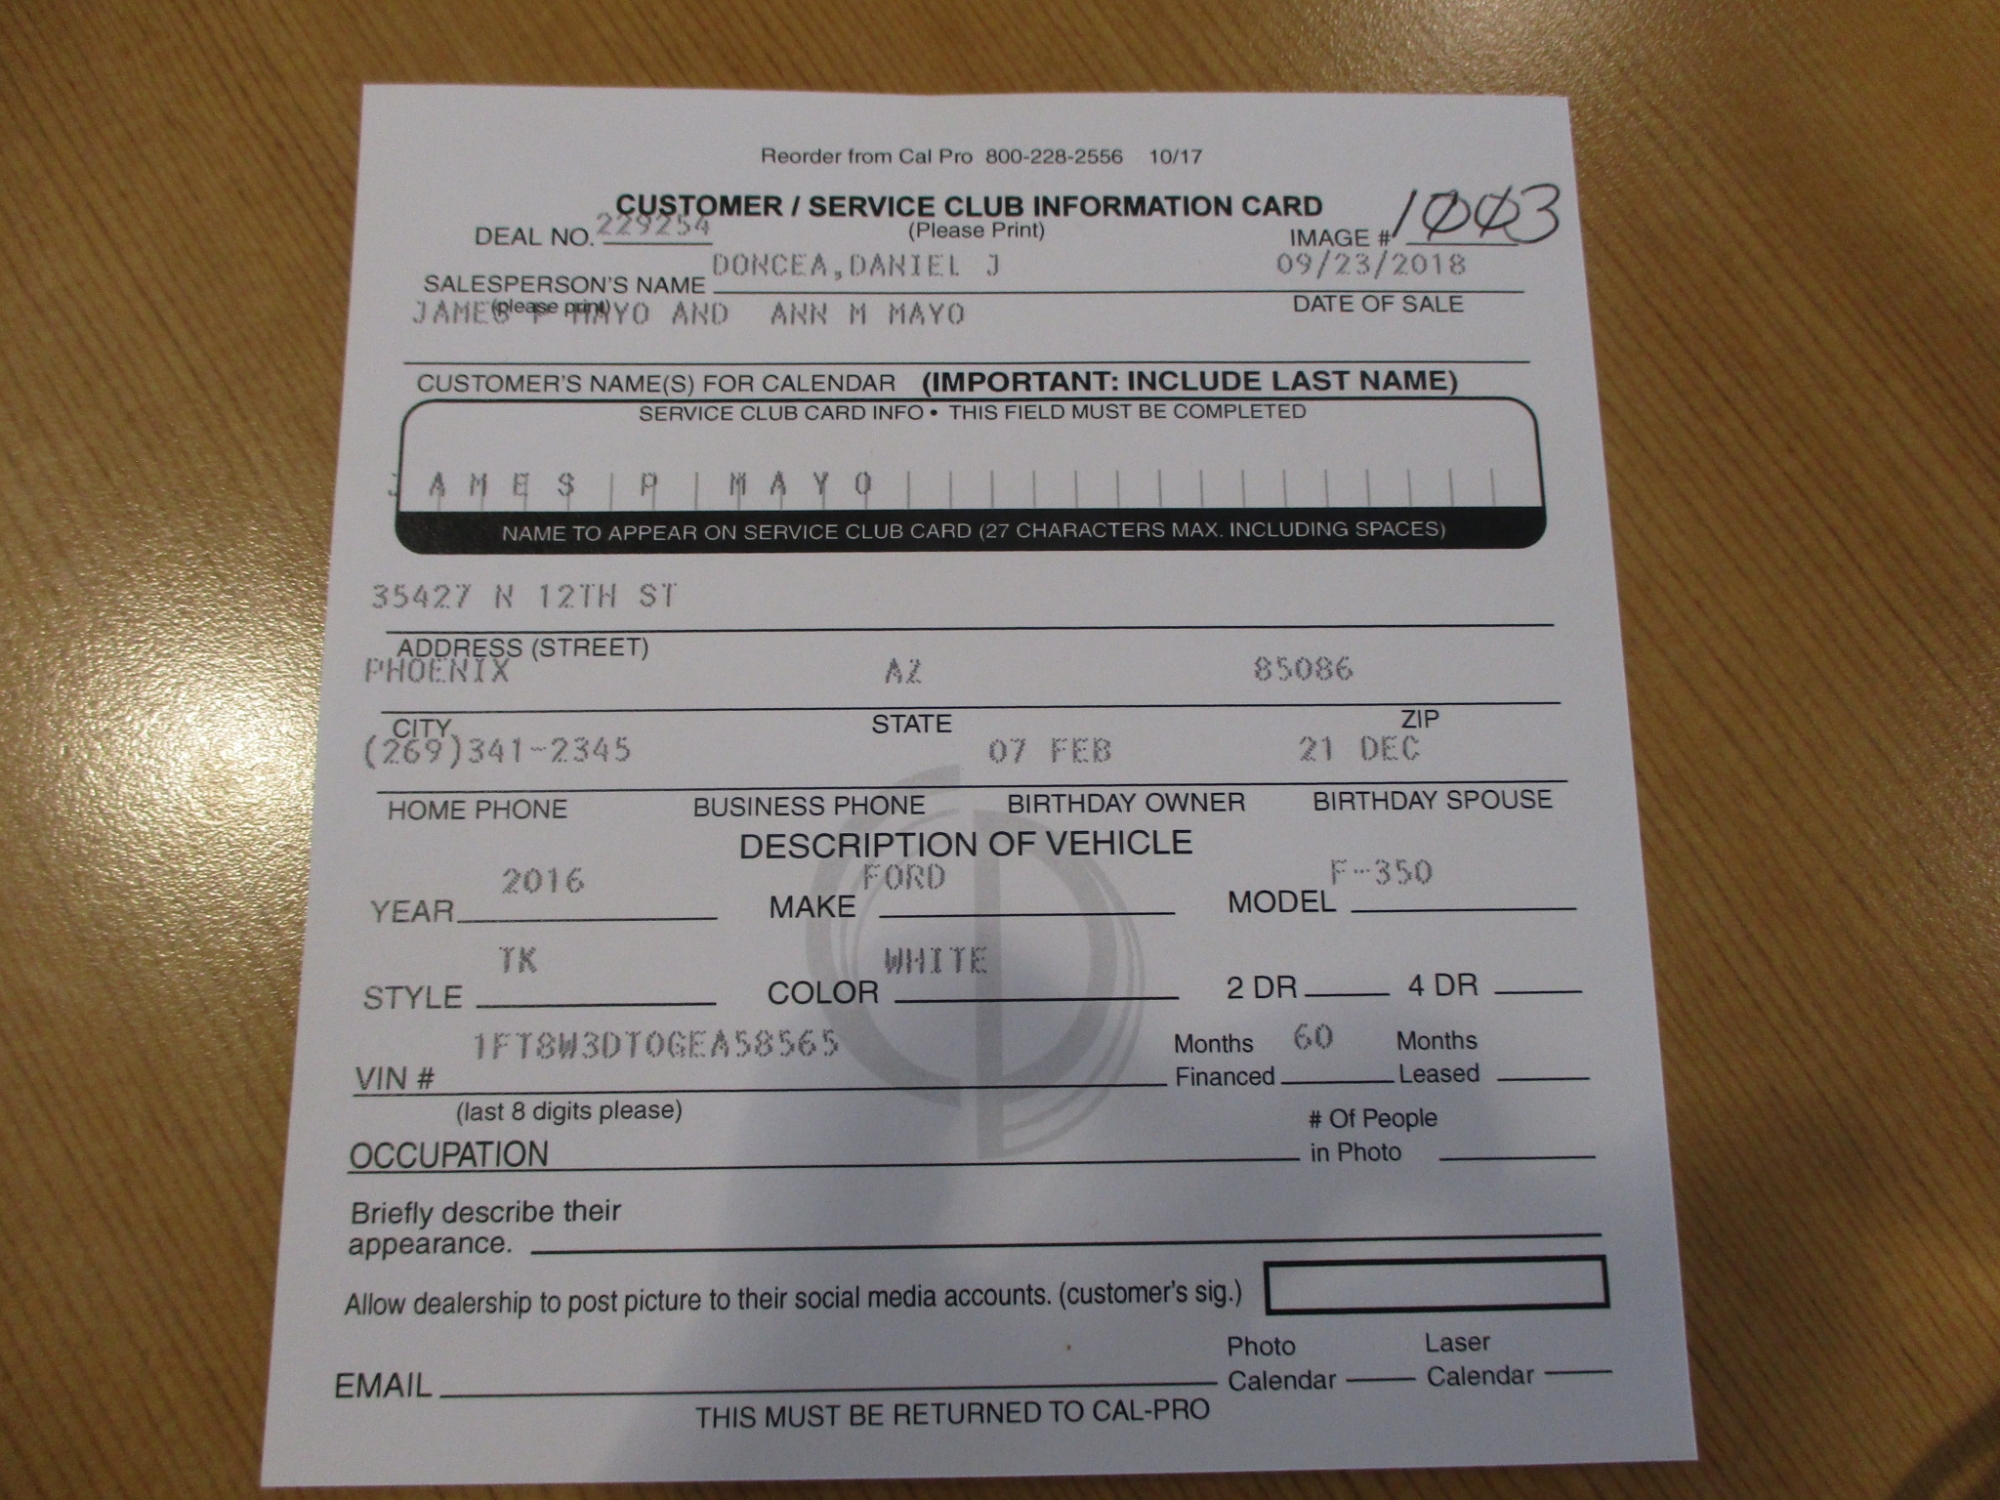 Reorder from Cal Pro 800-228-2556 10/17
CUSTOMER / SERVICE CLUB INFORMATION CARD
(Please Print)
DEAL NO. 229254
IMAGE # 1003
SALESPERSON'S NAME DONCEA,DANIEL J 09/23/2018
(please print) DATE OF SALE
JAMES P MAYO AND ANN M MAYO
CUSTOMER'S NAME(S) FOR CALENDAR (IMPORTANT: INCLUDE LAST NAME)
SERVICE CLUB CARD INFO • THIS FIELD MUST BE COMPLETED
JAMES P MAYO
NAME TO APPEAR ON SERVICE CLUB CARD (27 CHARACTERS MAX. INCLUDING SPACES)
35427 N 12TH ST
ADDRESS (STREET)
PHOENIX AZ 85086
CITY STATE ZIP
(269)341-2345 07 FEB 21 DEC
HOME PHONE BUSINESS PHONE BIRTHDAY OWNER BIRTHDAY SPOUSE
DESCRIPTION OF VEHICLE
YEAR 2016 MAKE FORD MODEL F-350
STYLE TK COLOR WHITE 2 DR 4 DR
VIN # 1FT8W3DT0GEA58565 Months Financed 60 Months Leased
(last 8 digits please)
OCCUPATION # Of People in Photo
Briefly describe their
appearance.
Allow dealership to post picture to their social media accounts. (customer's sig.)
EMAIL Photo Calendar Laser Calendar
THIS MUST BE RETURNED TO CAL-PRO